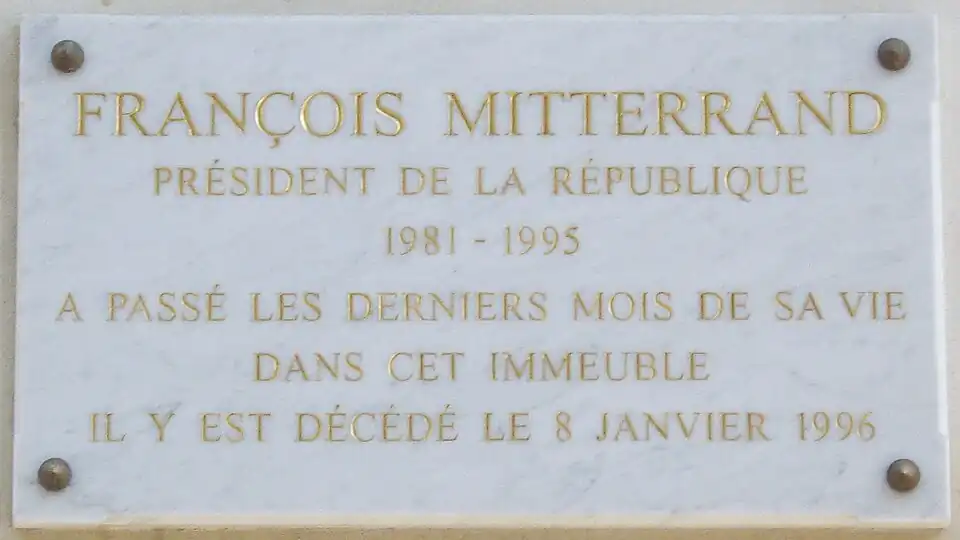 FRANÇOIS MITTERRAND
PRÉSIDENT DE LA RÉPUBLIQUE
1981 - 1995
A PASSÉ LES DERNIERS MOIS DE SA VIE
DANS CET IMMEUBLE
IL Y EST DÉCÉDÉ LE 8 JANVIER 1996